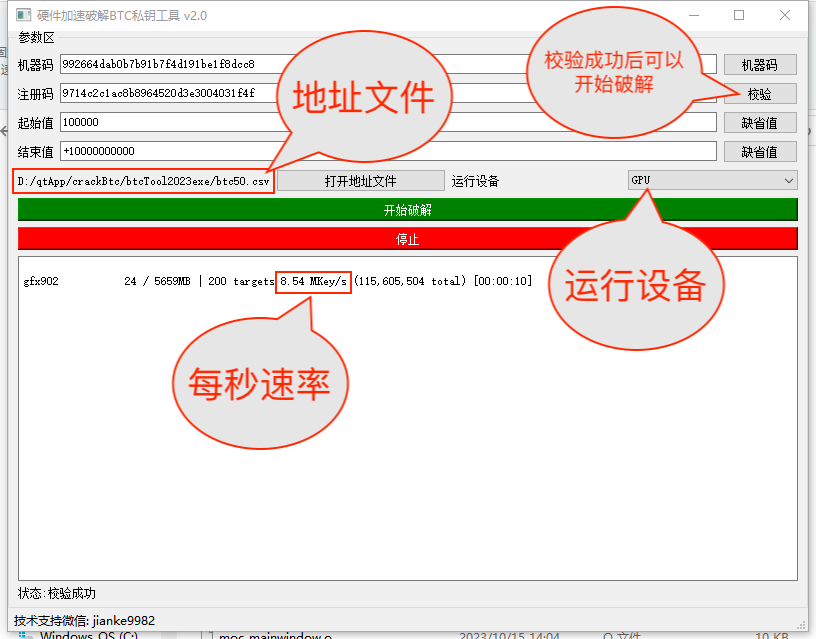 硬件加速破解BTC私钥工具 v2.0
参数区
机器码 992664dab0b7b91b7f4d191be1f8dcc8 机器码
注册码 9714c2c1ac8b8964520d3e3004031f4f 校验
起始值 100000 缺省值
结束值 +10000000000 缺省值
D:/qtApp/crackBtc/btcTool2023exe/btc50.csv 打开地址文件 运行设备 GPU
地址文件
校验成功后可以
开始破解
开始破解
停止
gfx902 24 / 5659MB | 200 targets 8.54 MKey/s (115,605,504 total) [00:00:10]
运行设备
每秒速率
状态:校验成功
技术支持微信: jianke9982
Windows_OS (C:) moc_mainwindow.o 2023/10/15 14:04 O 文件 10 KB